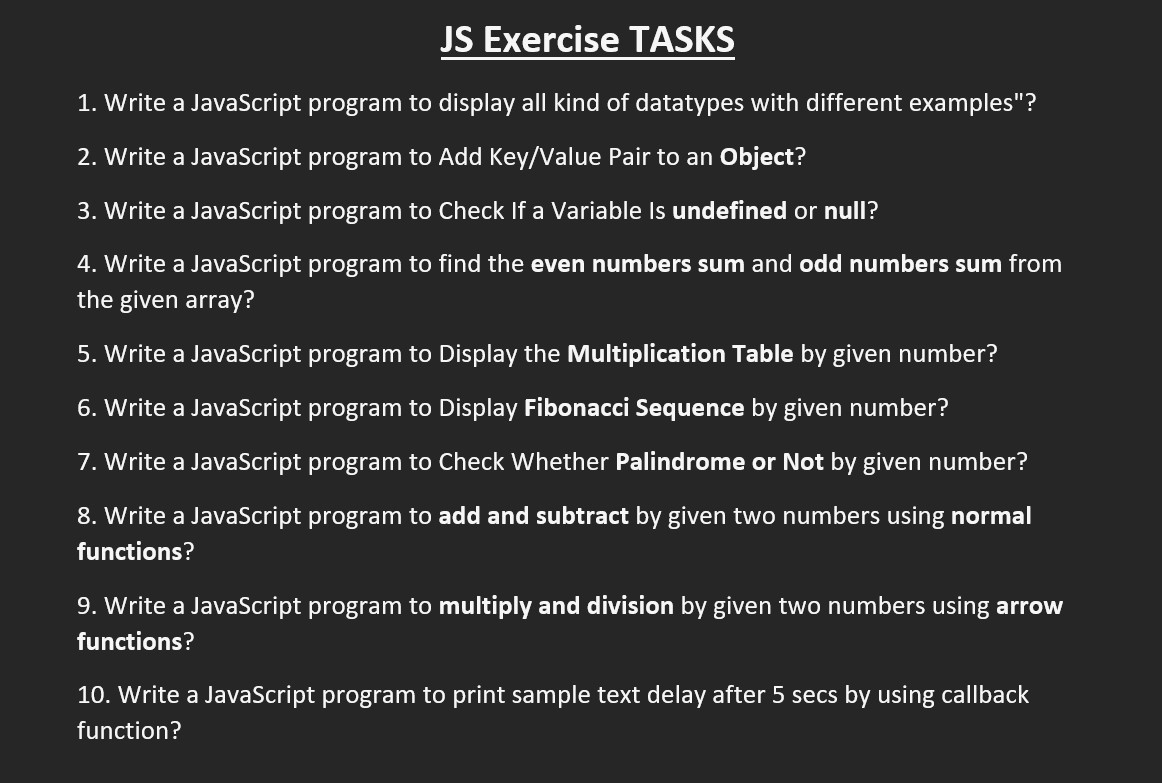 JS Exercise TASKS
1. Write a JavaScript program to display all kind of datatypes with different examples"?
2. Write a JavaScript program to Add Key/Value Pair to an Object?
3. Write a JavaScript program to Check If a Variable Is undefined or null?
4. Write a JavaScript program to find the even numbers sum and odd numbers sum from
the given array?
5. Write a JavaScript program to Display the Multiplication Table by given number?
6. Write a JavaScript program to Display Fibonacci Sequence by given number?
7. Write a JavaScript program to Check Whether Palindrome or Not by given number?
8. Write a JavaScript program to add and subtract by given two numbers using normal
functions?
9. Write a JavaScript program to multiply and division by given two numbers using arrow
functions?
10. Write a JavaScript program to print sample text delay after 5 secs by using callback
function?